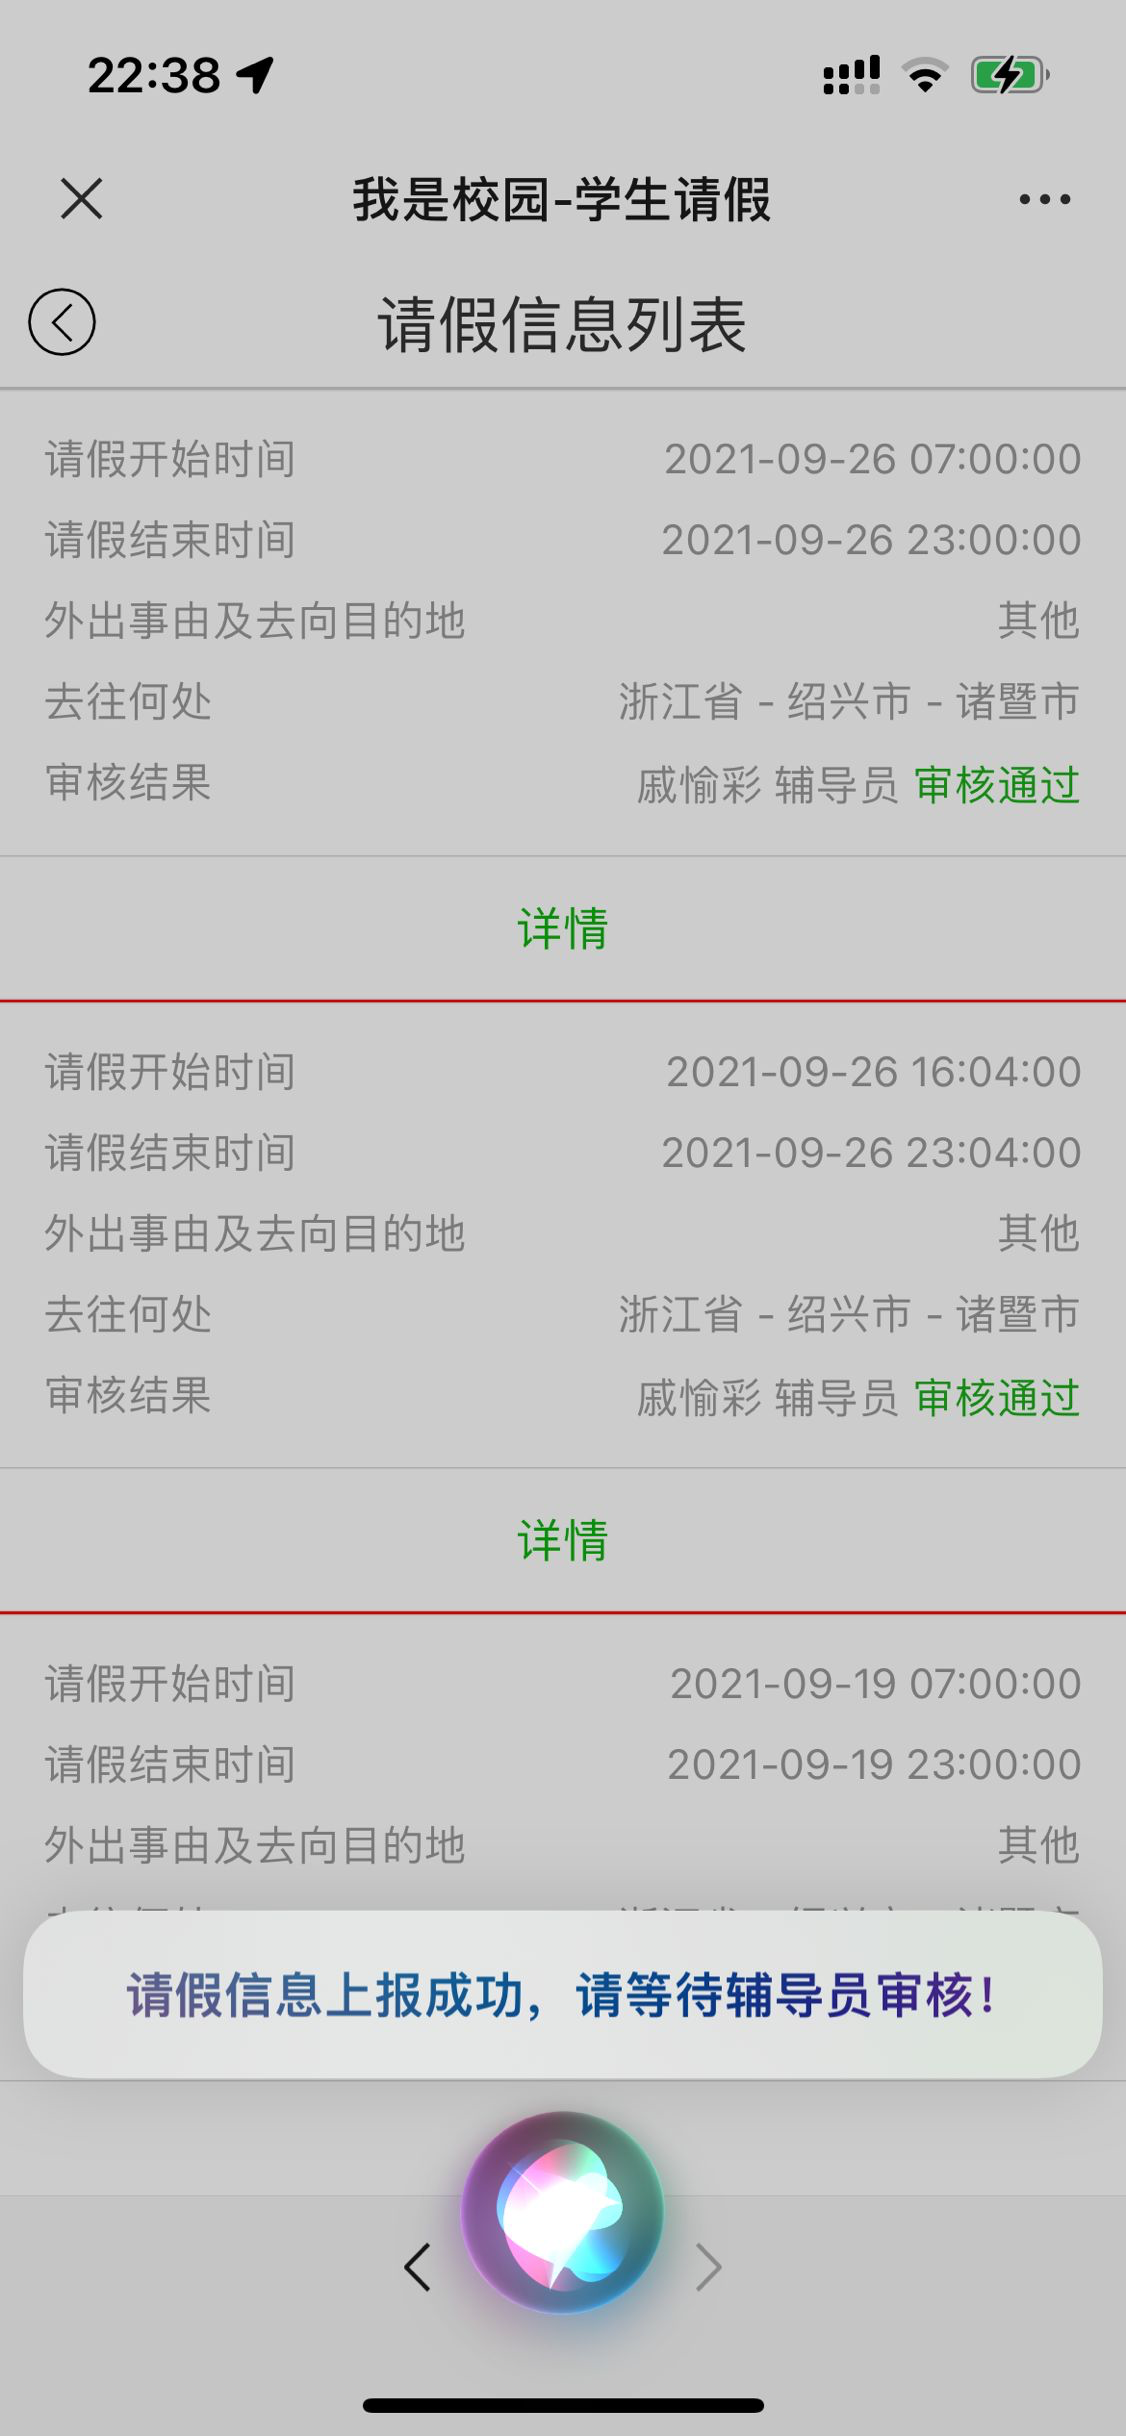 22:38
我是校园-学生请假
请假信息列表
请假开始时间 2021-09-26 07:00:00
请假结束时间 2021-09-26 23:00:00
外出事由及去向目的地 其他
去往何处 浙江省 - 绍兴市 - 诸暨市
审核结果 戚愉彩 辅导员 审核通过
详情
请假开始时间 2021-09-26 16:04:00
请假结束时间 2021-09-26 23:04:00
外出事由及去向目的地 其他
去往何处 浙江省 - 绍兴市 - 诸暨市
审核结果 戚愉彩 辅导员 审核通过
详情
请假开始时间 2021-09-19 07:00:00
请假结束时间 2021-09-19 23:00:00
外出事由及去向目的地 其他
请假信息上报成功，请等待辅导员审核！